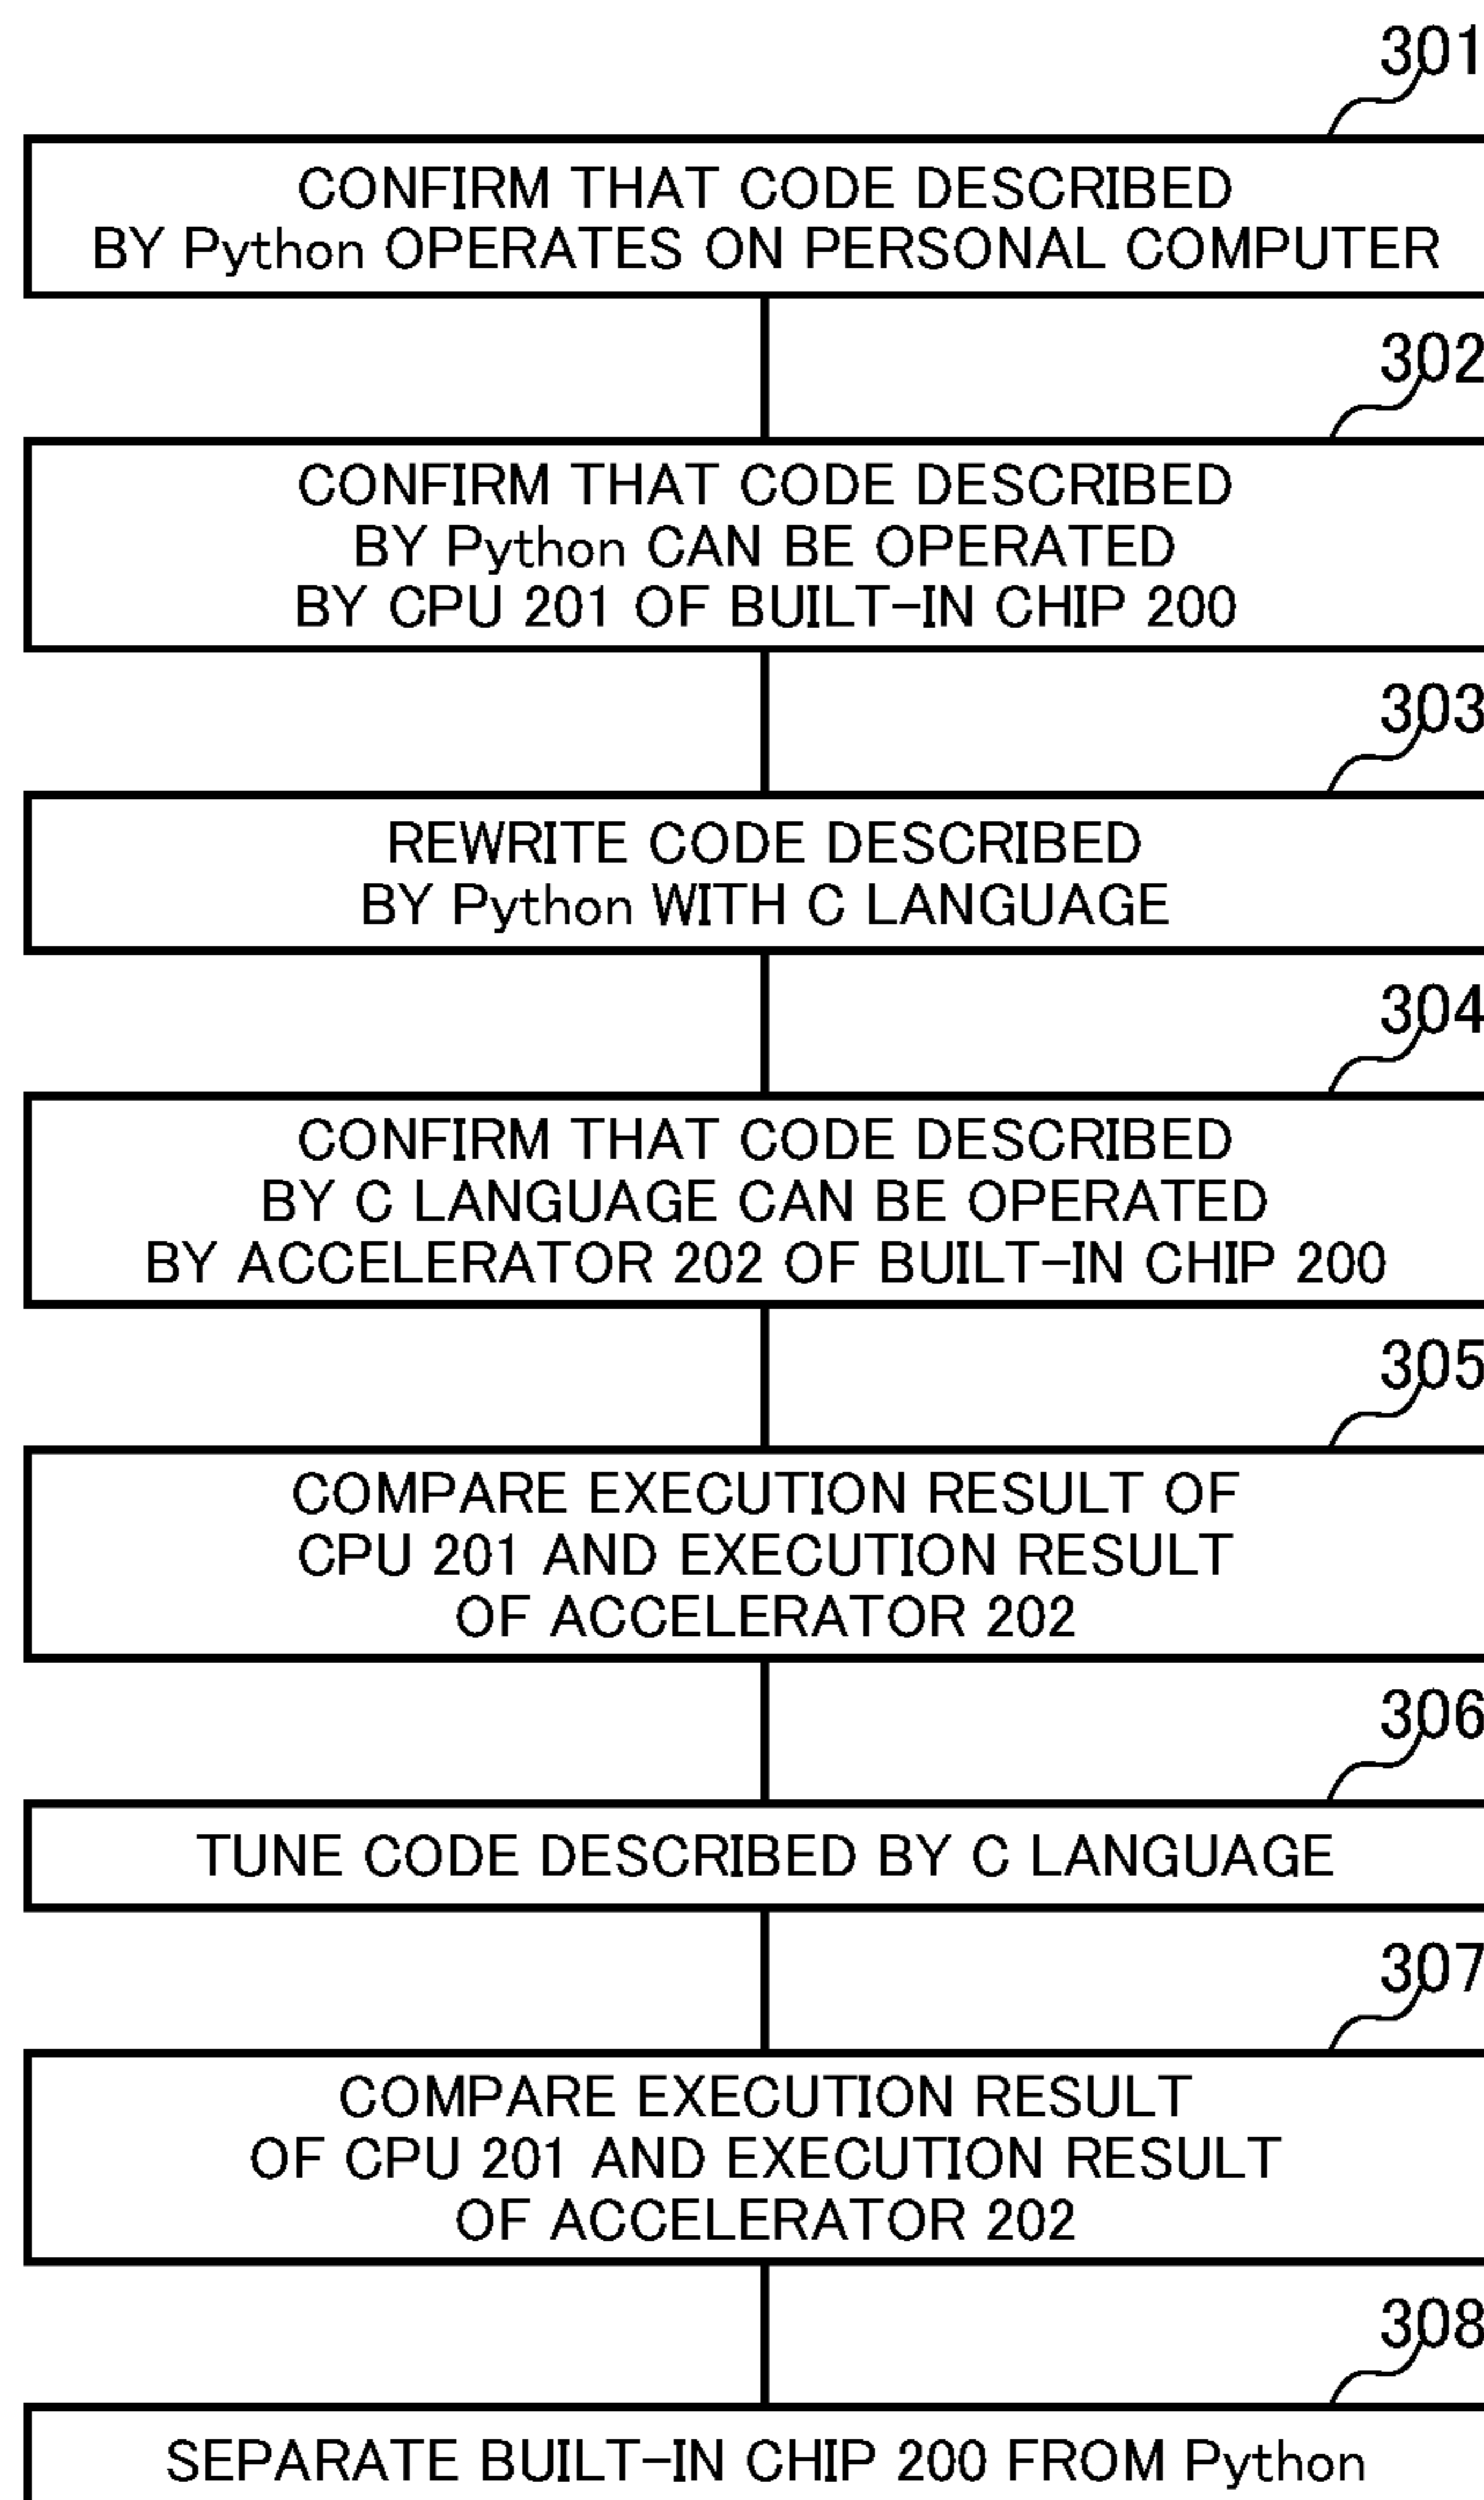 301
CONFIRM THAT CODE DESCRIBED
BY Python OPERATES ON PERSONAL COMPUTER
302
CONFIRM THAT CODE DESCRIBED
BY Python CAN BE OPERATED
BY CPU 201 OF BUILT-IN CHIP 200
303
REWRITE CODE DESCRIBED
BY Python WITH C LANGUAGE
304
CONFIRM THAT CODE DESCRIBED
BY C LANGUAGE CAN BE OPERATED
BY ACCELERATOR 202 OF BUILT-IN CHIP 200
305
COMPARE EXECUTION RESULT OF
CPU 201 AND EXECUTION RESULT
OF ACCELERATOR 202
306
TUNE CODE DESCRIBED BY C LANGUAGE
307
COMPARE EXECUTION RESULT
OF CPU 201 AND EXECUTION RESULT
OF ACCELERATOR 202
308
SEPARATE BUILT-IN CHIP 200 FROM Python